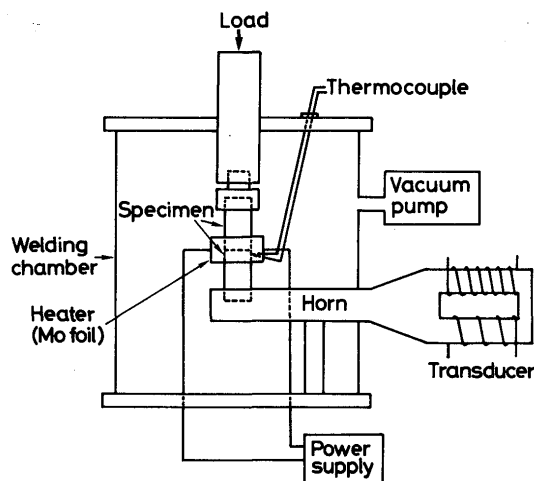 Load
Thermocouple
Vacuum
pump
Specimen
Welding
chamber
Heater
(Mo foil)
Horn
Transducer
Power
supply